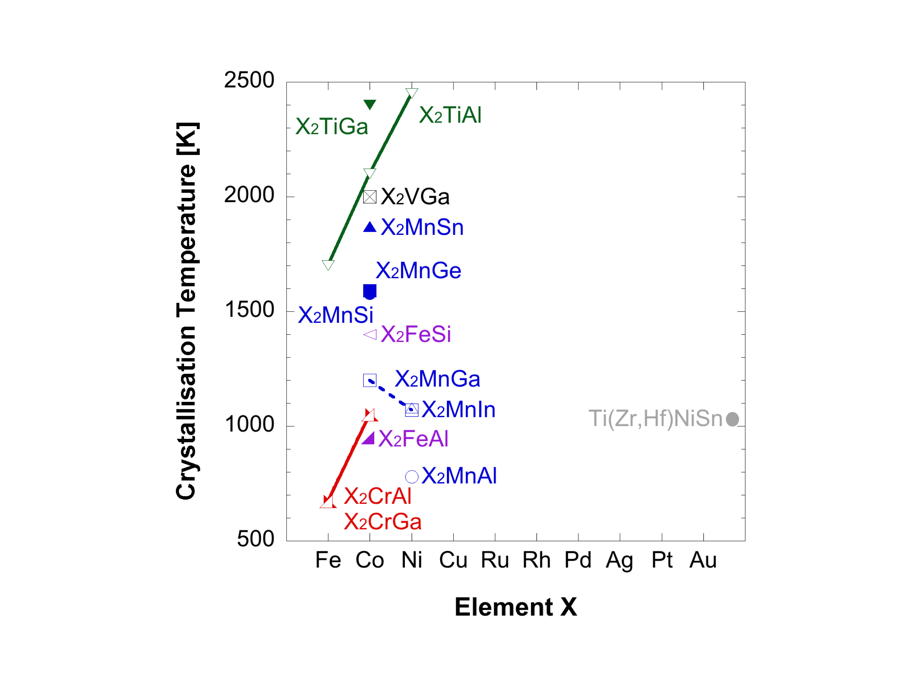 2500
2000
1500
1000
500
Crystallisation Temperature [K]
X2TiGa
X2TiAl
X2VGa
X2MnSn
X2MnGe
X2MnSi
X2FeSi
X2MnGa
X2MnIn
Ti(Zr,Hf)NiSn
X2FeAl
X2MnAl
X2CrAl
X2CrGa
Fe Co Ni Cu Ru Rh Pd Ag Pt Au
Element X